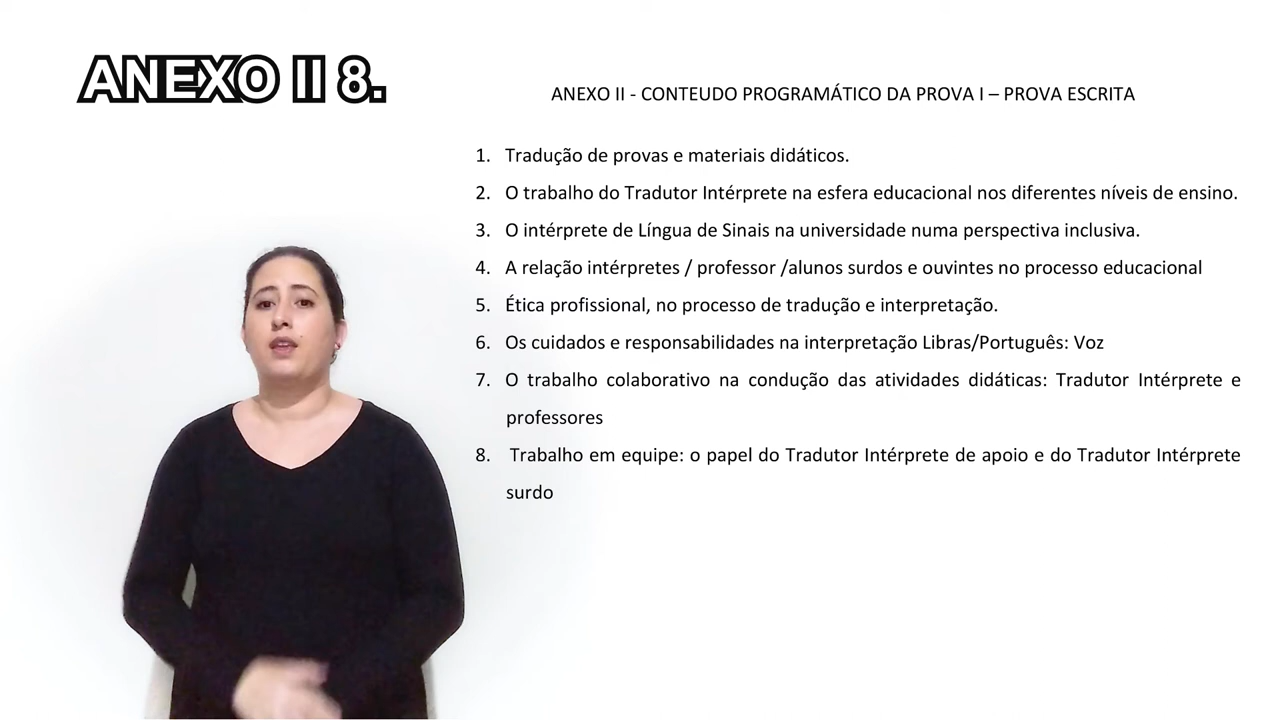 ANEXO II 8.
ANEXO II - CONTEUDO PROGRAMÁTICO DA PROVA I – PROVA ESCRITA
1. Tradução de provas e materiais didáticos.
2. O trabalho do Tradutor Intérprete na esfera educacional nos diferentes níveis de ensino.
3. O intérprete de Língua de Sinais na universidade numa perspectiva inclusiva.
4. A relação intérpretes / professor /alunos surdos e ouvintes no processo educacional
5. Ética profissional, no processo de tradução e interpretação.
6. Os cuidados e responsabilidades na interpretação Libras/Português: Voz
7. O trabalho colaborativo na condução das atividades didáticas: Tradutor Intérprete e
professores
8. Trabalho em equipe: o papel do Tradutor Intérprete de apoio e do Tradutor Intérprete
surdo